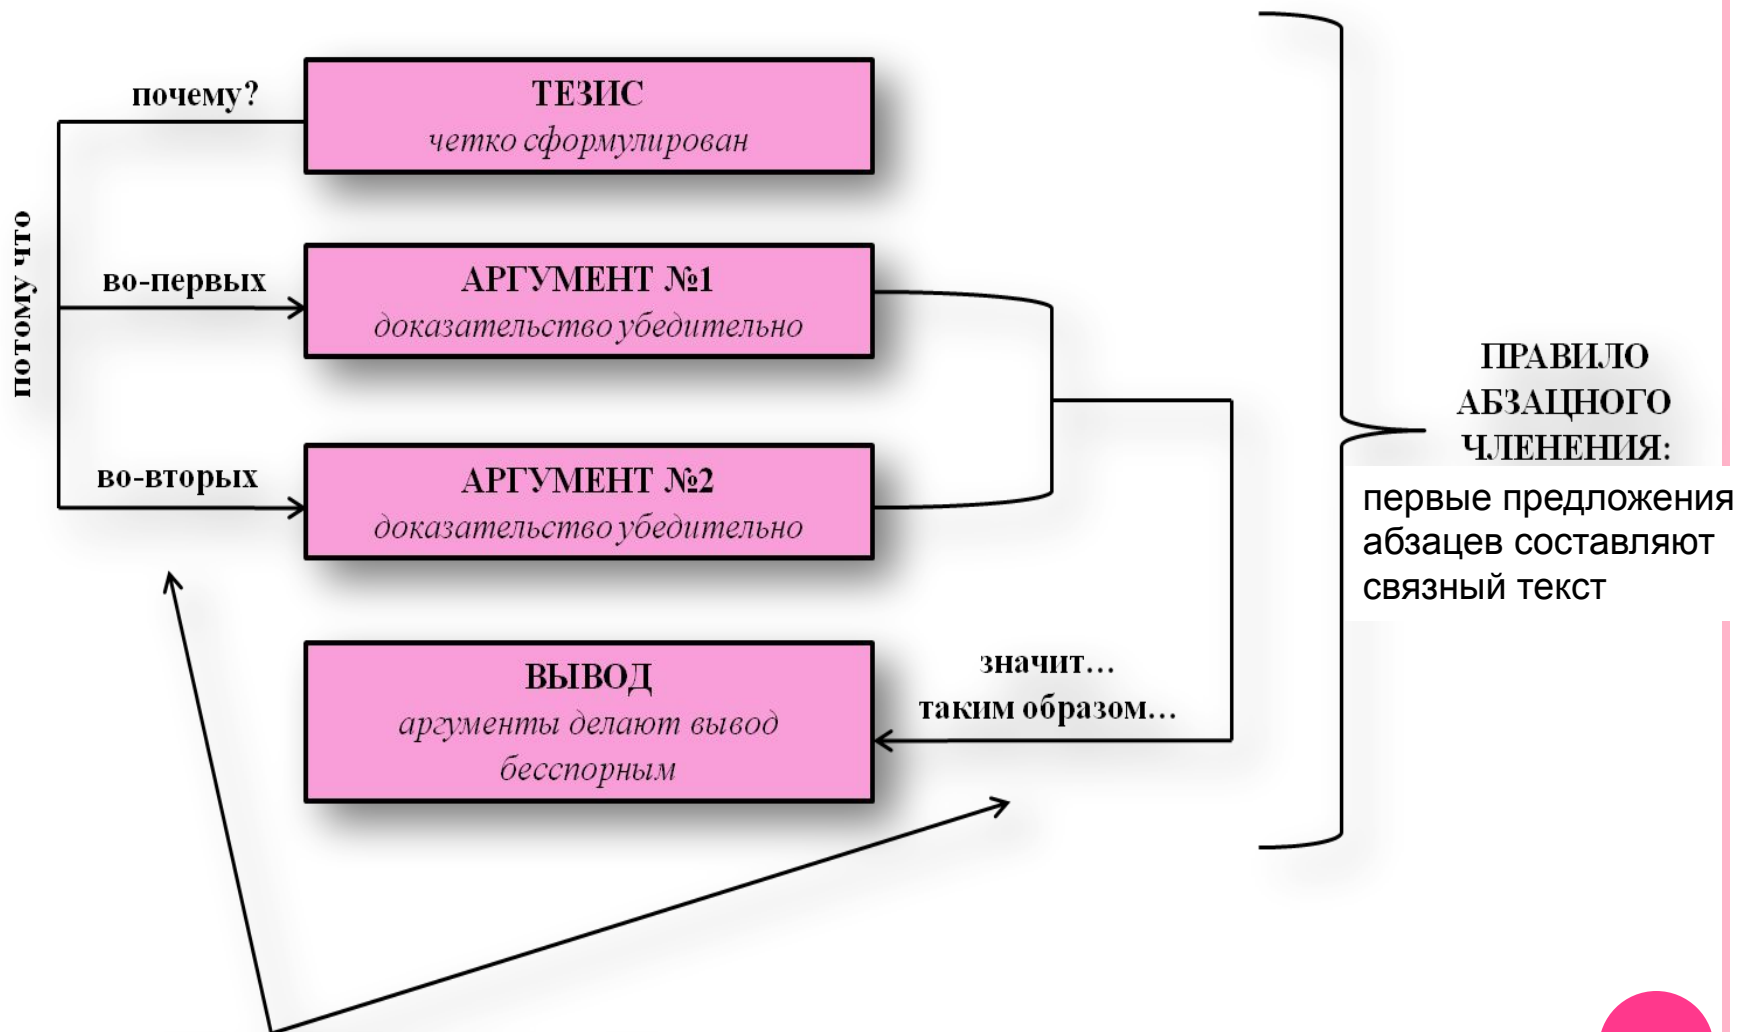 почему?
ТЕЗИС
четко сформулирован
потому что
во-первых
АРГУМЕНТ №1
доказательство убедительно
во-вторых
АРГУМЕНТ №2
доказательство убедительно
ВЫВОД
аргументы делают вывод
бесспорным
значит…
таким образом…
ПРАВИЛО
АБЗАЦНОГО
ЧЛЕНЕНИЯ:
первые предложения
абзацев составляют
связный текст